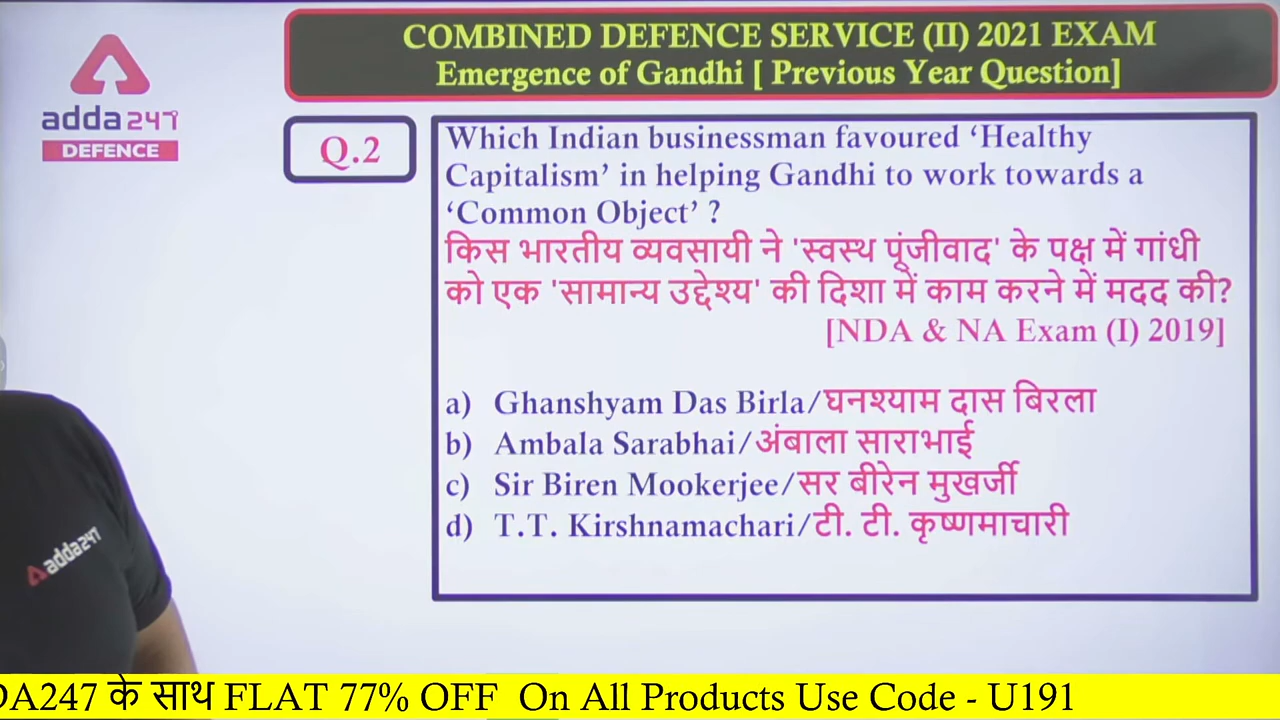 COMBINED DEFENCE SERVICE (II) 2021 EXAM
Emergence of Gandhi [ Previous Year Question]
adda247
DEFENCE
Q.2
Which Indian businessman favoured ‘Healthy
Capitalism’ in helping Gandhi to work towards a
‘Common Object’ ?
किस भारतीय व्यवसायी ने 'स्वस्थ पूंजीवाद' के पक्ष में गांधी
को एक 'सामान्य उद्देश्य' की दिशा में काम करने में मदद की?
[NDA & NA Exam (I) 2019]
a) Ghanshyam Das Birla/घनश्याम दास बिरला
b) Ambala Sarabhai/अंबाला साराभाई
c) Sir Biren Mookerjee/सर बीरेन मुखर्जी
d) T.T. Kirshnamachari/टी. टी. कृष्णमाचारी
adda247
DA247 के साथ FLAT 77% OFF On All Products Use Code - U191